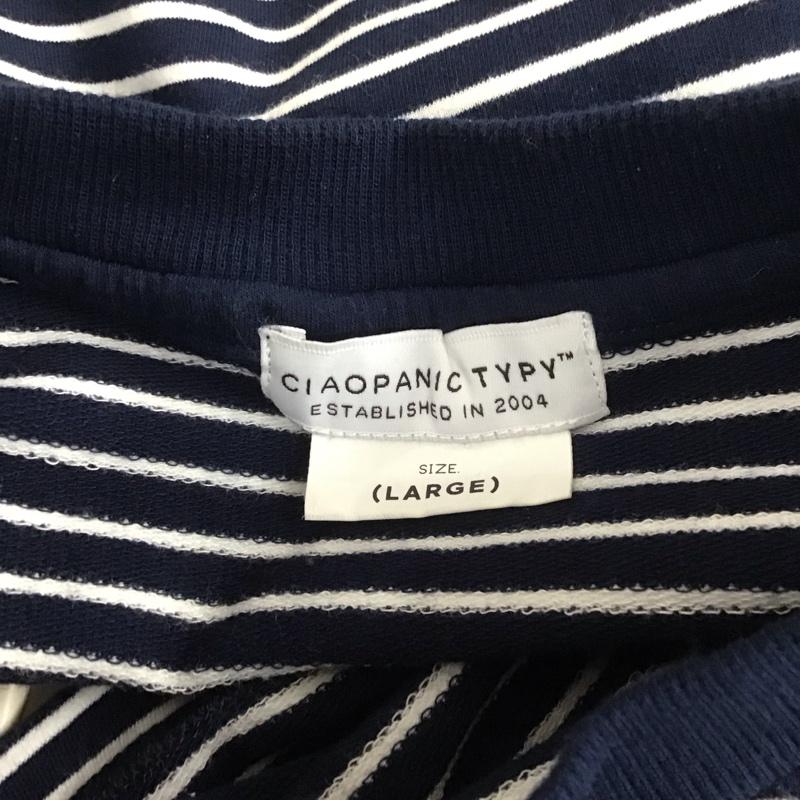 CIAOPANIC TYPY™
ESTABLISHED IN 2004
SIZE.
(LARGE)